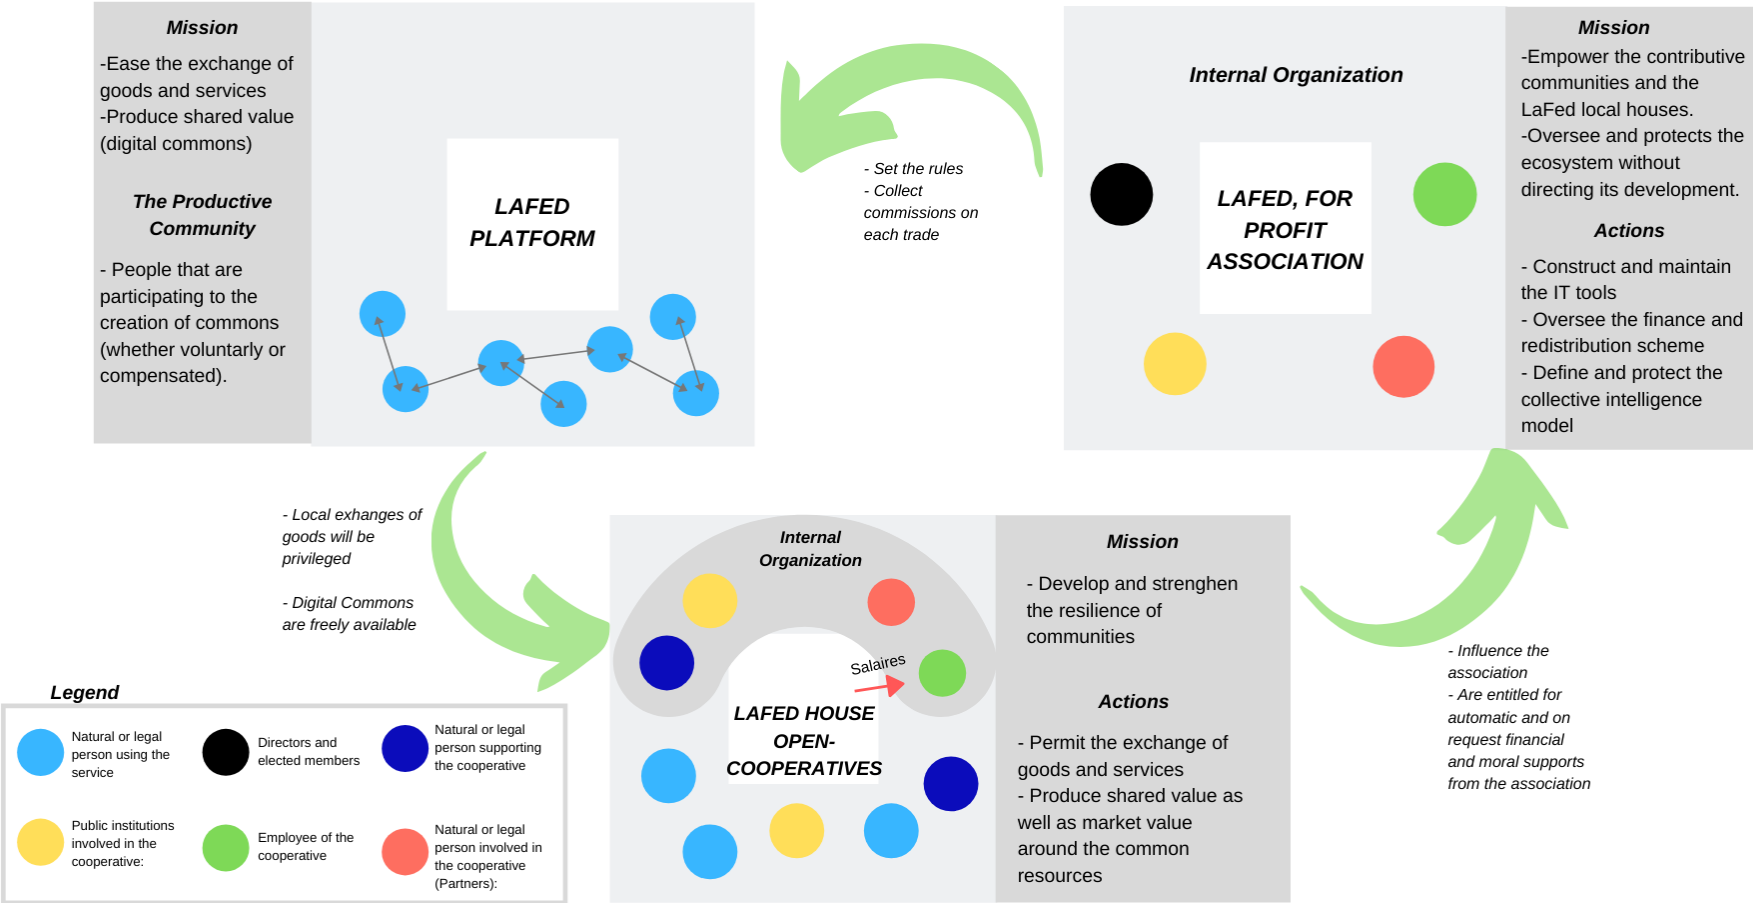 Mission
-Ease the exchange of
goods and services
-Produce shared value
(digital commons)
The Productive
Community
- People that are
participating to the
creation of commons
(whether voluntarly or
compensated).
LAFED
PLATFORM
- Set the rules
- Collect
commissions on
each trade
Internal Organization
LAFED, FOR
PROFIT
ASSOCIATION
Mission
-Empower the contributive
communities and the
LaFed local houses.
-Oversee and protects the
ecosystem without
directing its development.
Actions
- Construct and maintain
the IT tools
- Oversee the finance and
redistribution scheme
- Define and protect the
collective intelligence
model
- Local exhanges of
goods will be
privileged
- Digital Commons
are freely available
Internal
Organization
Salaires
LAFED HOUSE
OPEN-
COOPERATIVES
Mission
- Develop and strenghen
the resilience of
communities
Actions
- Permit the exchange of
goods and services
- Produce shared value as
well as market value
around the common
resources
- Influence the
association
- Are entitled for
automatic and on
request financial
and moral supports
from the association
Legend
Natural or legal
person using the
service
Directors and
elected members
Natural or legal
person supporting
the cooperative
Public institutions
involved in the
cooperative:
Employee of the
cooperative
Natural or legal
person involved in
the cooperative
(Partners):